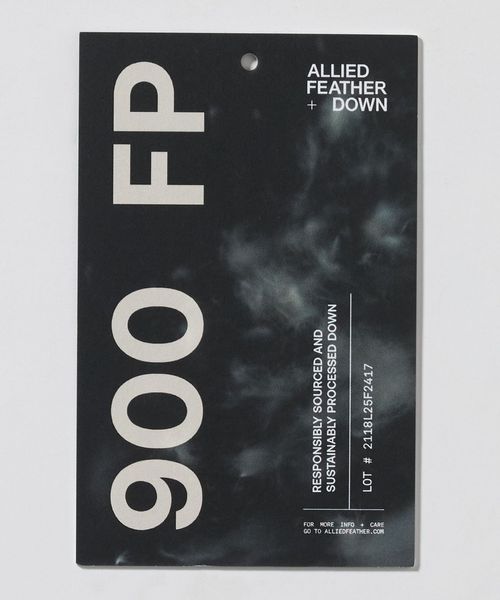 900 FP
ALLIED
FEATHER
+ DOWN
RESPONSIBLY SOURCED AND
SUSTAINABLY PROCESSED DOWN
LOT # 2118L25F2417
FOR MORE INFO + CARE
GO TO ALLIEDFEATHER.COM